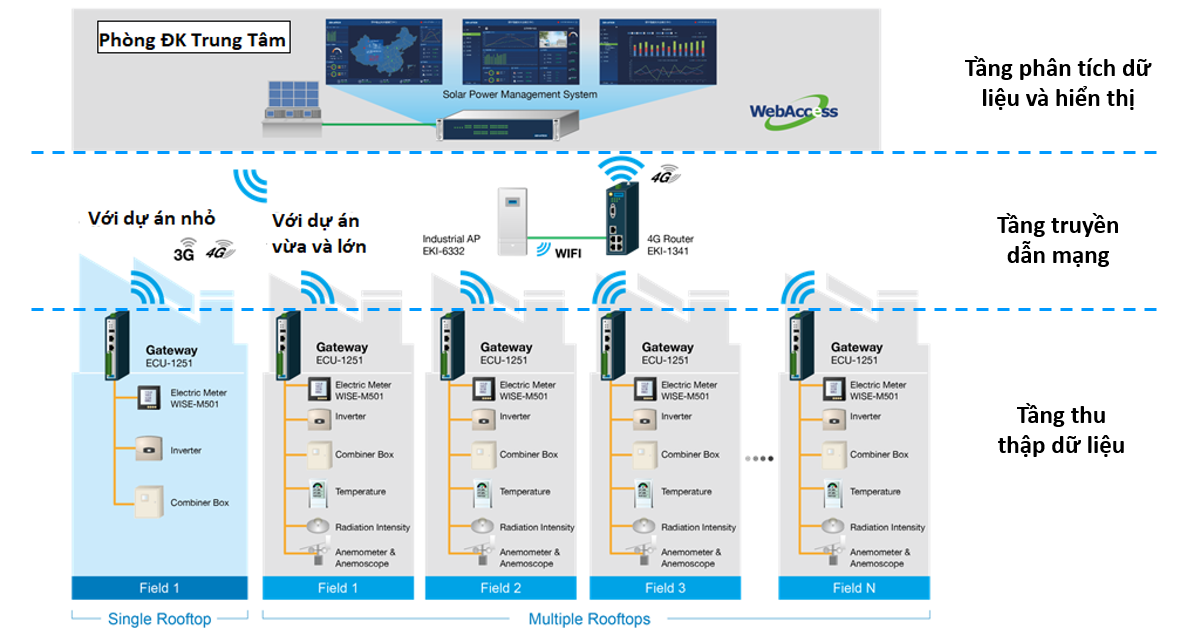 Phòng ĐK Trung Tâm
Solar Power Management System
WebAccess
Tầng phân tích dữ
liệu và hiển thị
Với dự án nhỏ
3G
4G
Với dự án
vừa và lớn
Industrial AP
EKI-6332
WIFI
4G
4G Router
EKI-1341
Tầng truyền
dẫn mạng
Gateway
ECU-1251
Electric Meter
WISE-M501
Inverter
Combiner Box
Field 1
Single Rooftop
Gateway
ECU-1251
Electric Meter
WISE-M501
Inverter
Combiner Box
Temperature
Radiation Intensity
Anemometer &
Anemoscope
Field 1
Gateway
ECU-1251
Electric Meter
WISE-M501
Inverter
Combiner Box
Temperature
Radiation Intensity
Anemometer &
Anemoscope
Field 2
Gateway
ECU-1251
Electric Meter
WISE-M501
Inverter
Combiner Box
Temperature
Radiation Intensity
Anemometer &
Anemoscope
Field 3
Gateway
ECU-1251
Electric Meter
WISE-M501
Inverter
Combiner Box
Temperature
Radiation Intensity
Anemometer &
Anemoscope
Field N
Multiple Rooftops
Tầng thu
thập dữ liệu